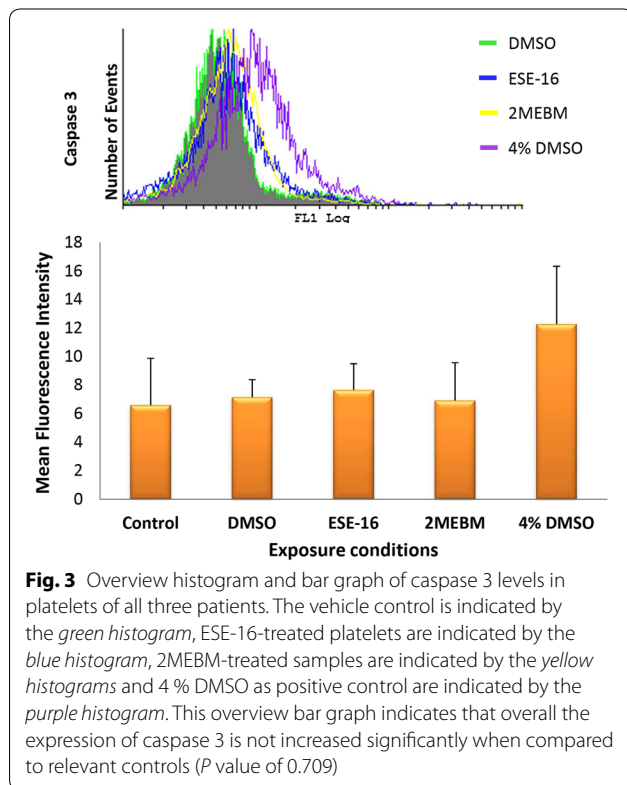 Caspase 3
Number of Events
DMSO
ESE-16
2MEBM
4% DMSO
FL1 Log
Mean Fluorescence Intensity
18
16
14
12
10
8
6
4
2
0
Control DMSO ESE-16 2MEBM 4% DMSO
Exposure conditions
Fig. 3 Overview histogram and bar graph of caspase 3 levels in
platelets of all three patients. The vehicle control is indicated by
the green histogram, ESE-16-treated platelets are indicated by the
blue histogram, 2MEBM-treated samples are indicated by the yellow
histograms and 4 % DMSO as positive control are indicated by the
purple histogram. This overview bar graph indicates that overall the
expression of caspase 3 is not increased significantly when compared
to relevant controls (P value of 0.709)